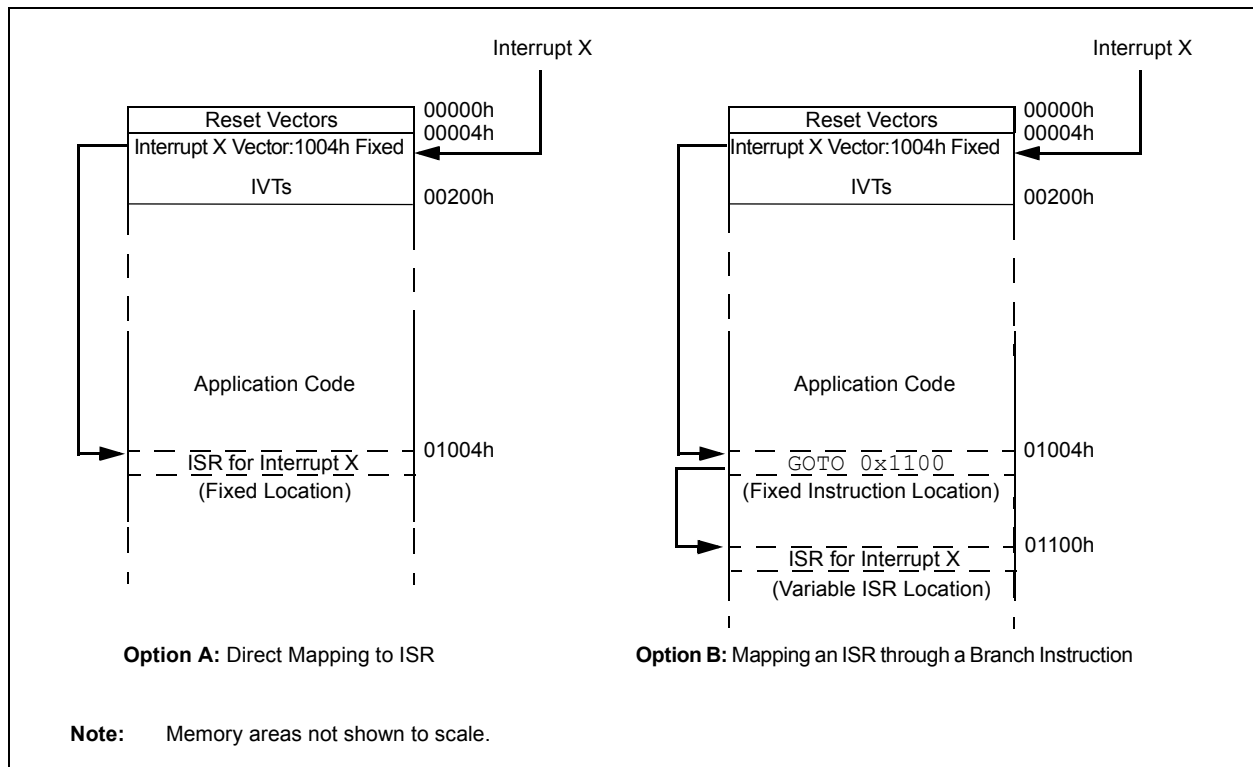 Interrupt X
Reset Vectors
00000h
00004h
Interrupt X Vector:1004h Fixed
IVTs
00200h
Application Code
01004h
ISR for Interrupt X
(Fixed Location)
Option A: Direct Mapping to ISR
Interrupt X
Reset Vectors
00000h
00004h
Interrupt X Vector:1004h Fixed
IVTs
00200h
Application Code
01004h
GOTO 0x1100
(Fixed Instruction Location)
01100h
ISR for Interrupt X
(Variable ISR Location)
Option B: Mapping an ISR through a Branch Instruction
Note: Memory areas not shown to scale.